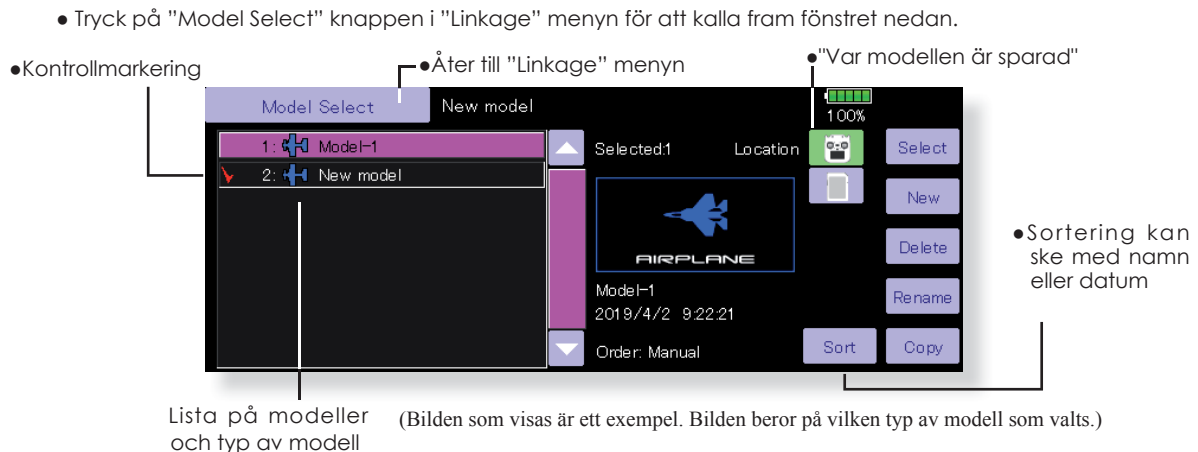 ● Tryck på ”Model Select” knappen i ”Linkage” menyn för att kalla fram fönstret nedan.
●Kontrollmarkering
●Åter till ”Linkage” menyn
●"Var modellen är sparad"
Model Select
New model
100%
1: Model-1
2: New model
Selected:1
Location
Select
New
Delete
Rename
Copy
Sort
AIRPLANE
Model-1
2019/4/2 9:22:21
Order: Manual
●Sortering kan
ske med namn
eller datum
Lista på modeller
och typ av modell
(Bilden som visas är ett exempel. Bilden beror på vilken typ av modell som valts.)